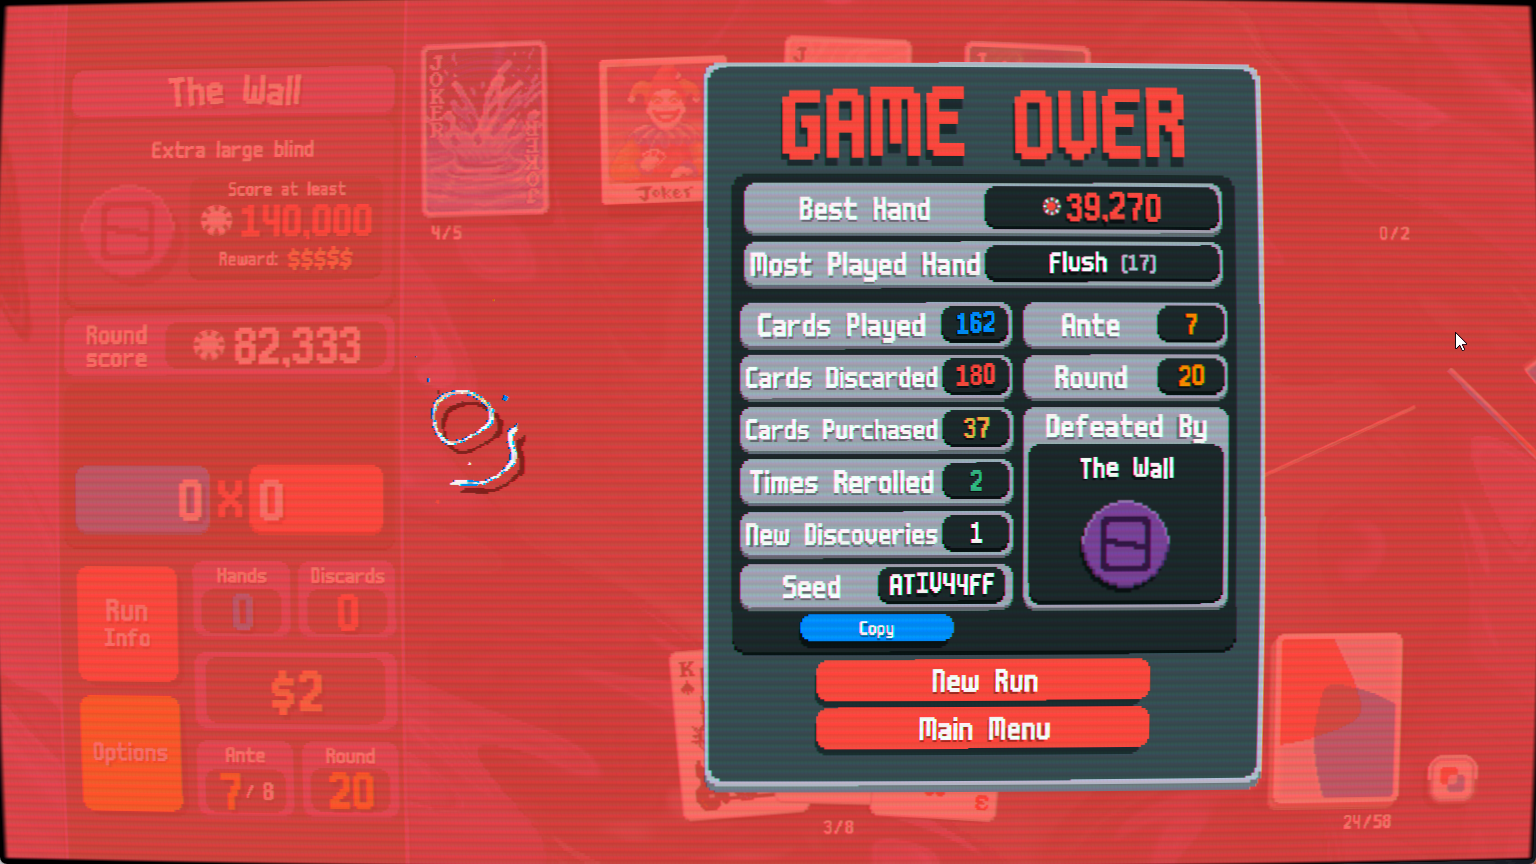 The Wall
Extra large blind
Score at least
140,000
Reward: $$$$$
Round
score
82,333
0 X 0
Hands
0
Discards
0
Run
Info
$2
Options
Ante
7 / 8
Round
20
JOKER
4/5
Joker
J
0/2
GAME OVER
Best Hand 39,270
Most Played Hand Flush [17]
Cards Played 162
Ante 7
Cards Discarded 180
Round 20
Cards Purchased 37
Defeated By
The Wall
Times Rerolled 2
New Discoveries 1
Seed ATIV44FF
Copy
New Run
Main Menu
K
3/8
24/58